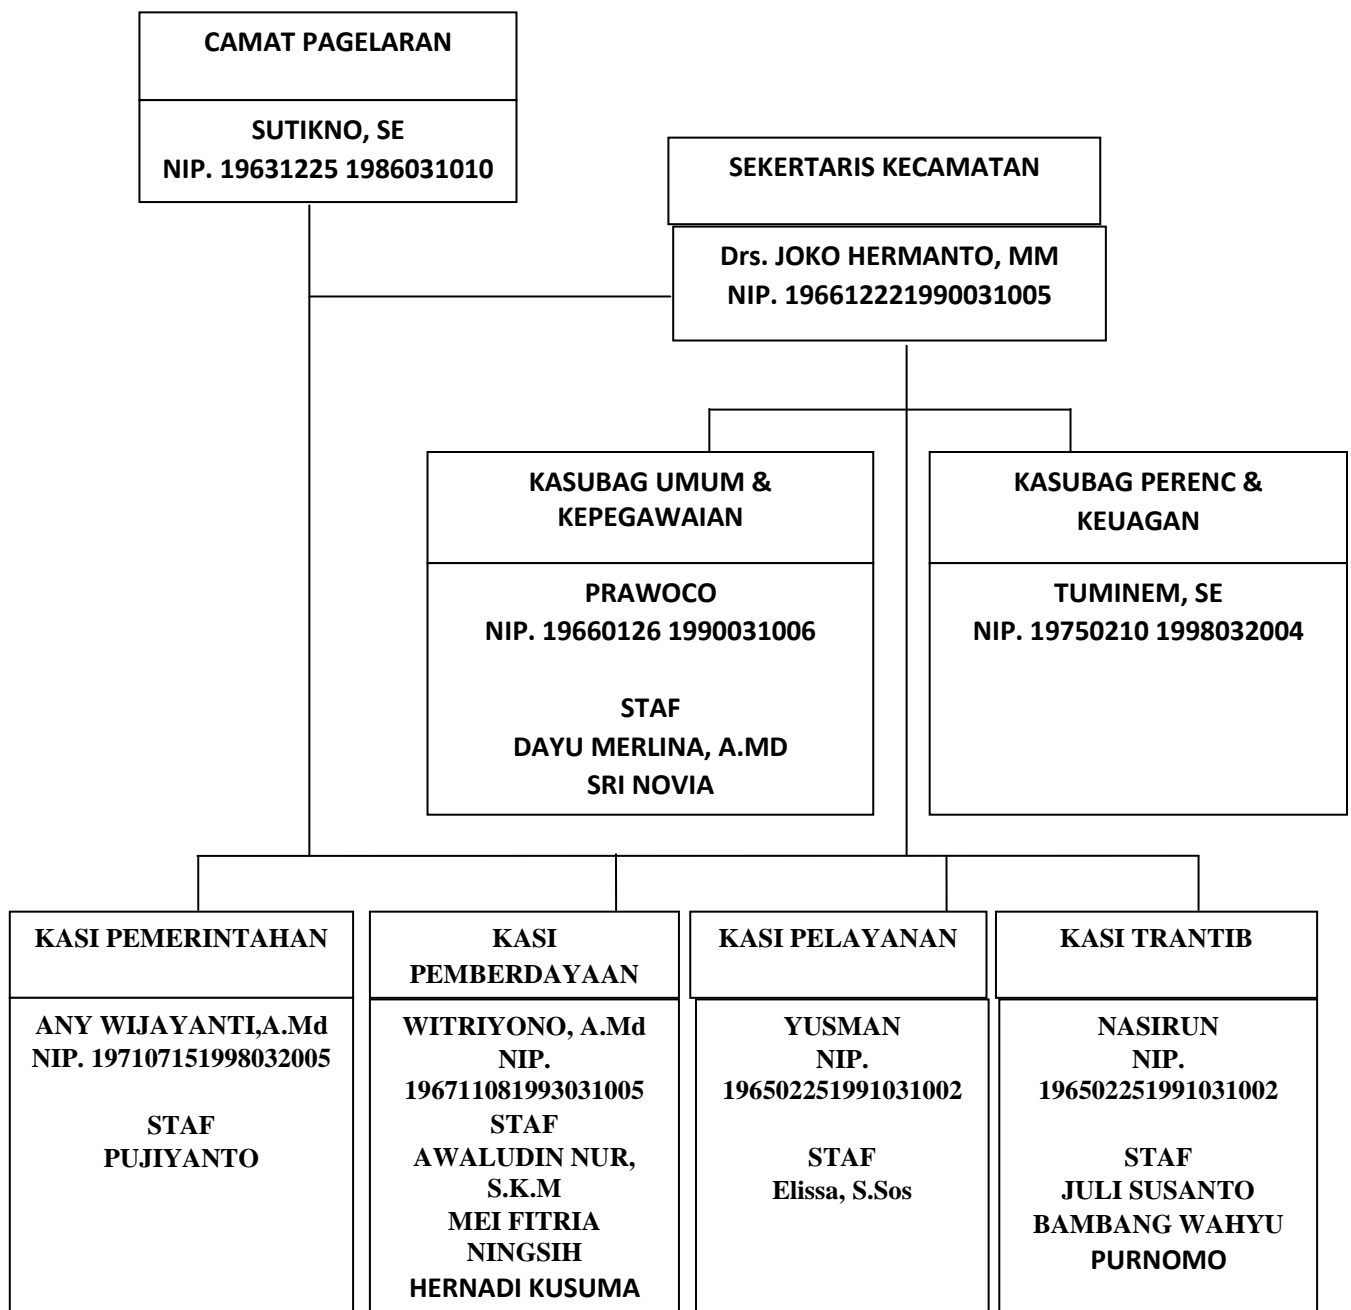 CAMAT PAGELARAN
SUTIKNO, SE
NIP. 19631225 1986031010
SEKERTARIS KECAMATAN
Drs. JOKO HERMANTO, MM
NIP. 196612221990031005
KASUBAG UMUM &
KEPEGAWAIAN
PRAWOCO
NIP. 19660126 1990031006
STAF
DAYU MERLINA, A.MD
SRI NOVIA
KASUBAG PERENC &
KEUAGAN
TUMINEM, SE
NIP. 19750210 1998032004
KASI PEMERINTAHAN
ANY WIJAYANTI,A.Md
NIP. 197107151998032005
STAF
PUJIYANTO
KASI
PEMBERDAYAAN
WITRIYONO, A.Md
NIP.
196711081993031005
STAF
AWALUDIN NUR,
S.K.M
MEI FITRIA
NINGSIH
HERNADI KUSUMA
KASI PELAYANAN
YUSMAN
NIP.
196502251991031002
STAF
Elissa, S.Sos
KASI TRANTIB
NASIRUN
NIP.
196502251991031002
STAF
JULI SUSANTO
BAMBANG WAHYU
PURNOMO